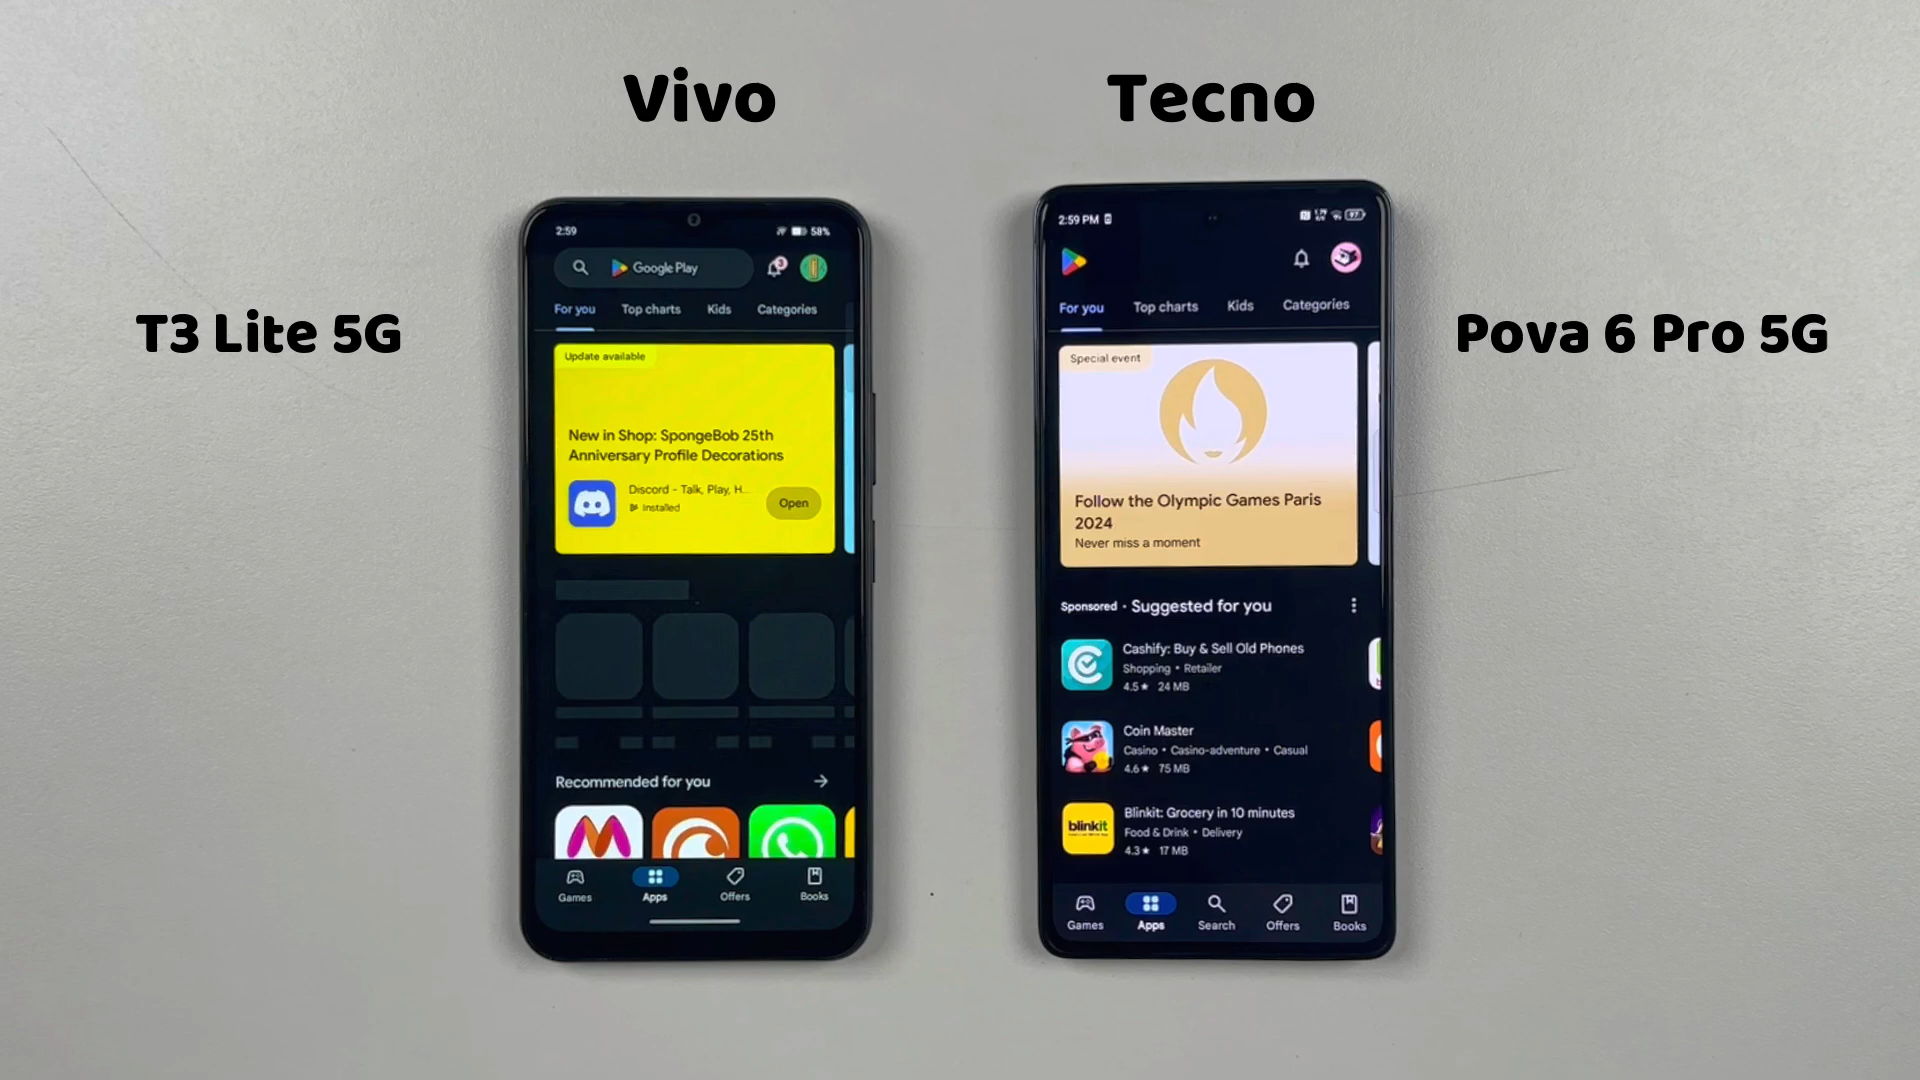 Vivo
Tecno
T3 Lite 5G
Pova 6 Pro 5G
2:59
58%
Google Play
3
For you
Top charts
Kids
Categories
Update available
New in Shop: SpongeBob 25th
Anniversary Profile Decorations
Discord - Talk, Play, H...
Installed
Open
Recommended for you
Games
Apps
Offers
Books
2:59 PM
97
For you
Top charts
Kids
Categories
Special event
Follow the Olympic Games Paris
2024
Never miss a moment
Sponsored · Suggested for you
Cashify: Buy & Sell Old Phones
Shopping • Retailer
4.5★ 24 MB
Coin Master
Casino • Casino-adventure • Casual
4.6★ 75 MB
blinkit
Blinkit: Grocery in 10 minutes
Food & Drink • Delivery
4.3★ 17 MB
Games
Apps
Search
Offers
Books